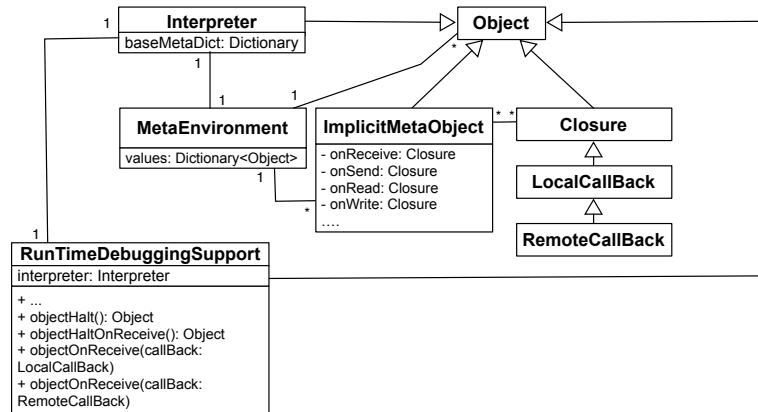 Interpreter
baseMetaDict: Dictionary
Object
1
*
1
1
1
MetaEnvironment
values: Dictionary<Object>
ImplicitMetaObject
- onReceive: Closure
- onSend: Closure
- onRead: Closure
- onWrite: Closure
....
* *
Closure
1
*
LocalCallBack
RemoteCallBack
1
RunTimeDebuggingSupport
interpreter: Interpreter
+ ...
+ objectHalt(): Object
+ objectHaltOnReceive(): Object
+ objectOnReceive(callBack:
LocalCallBack)
+ objectOnReceive(callBack:
RemoteCallBack)